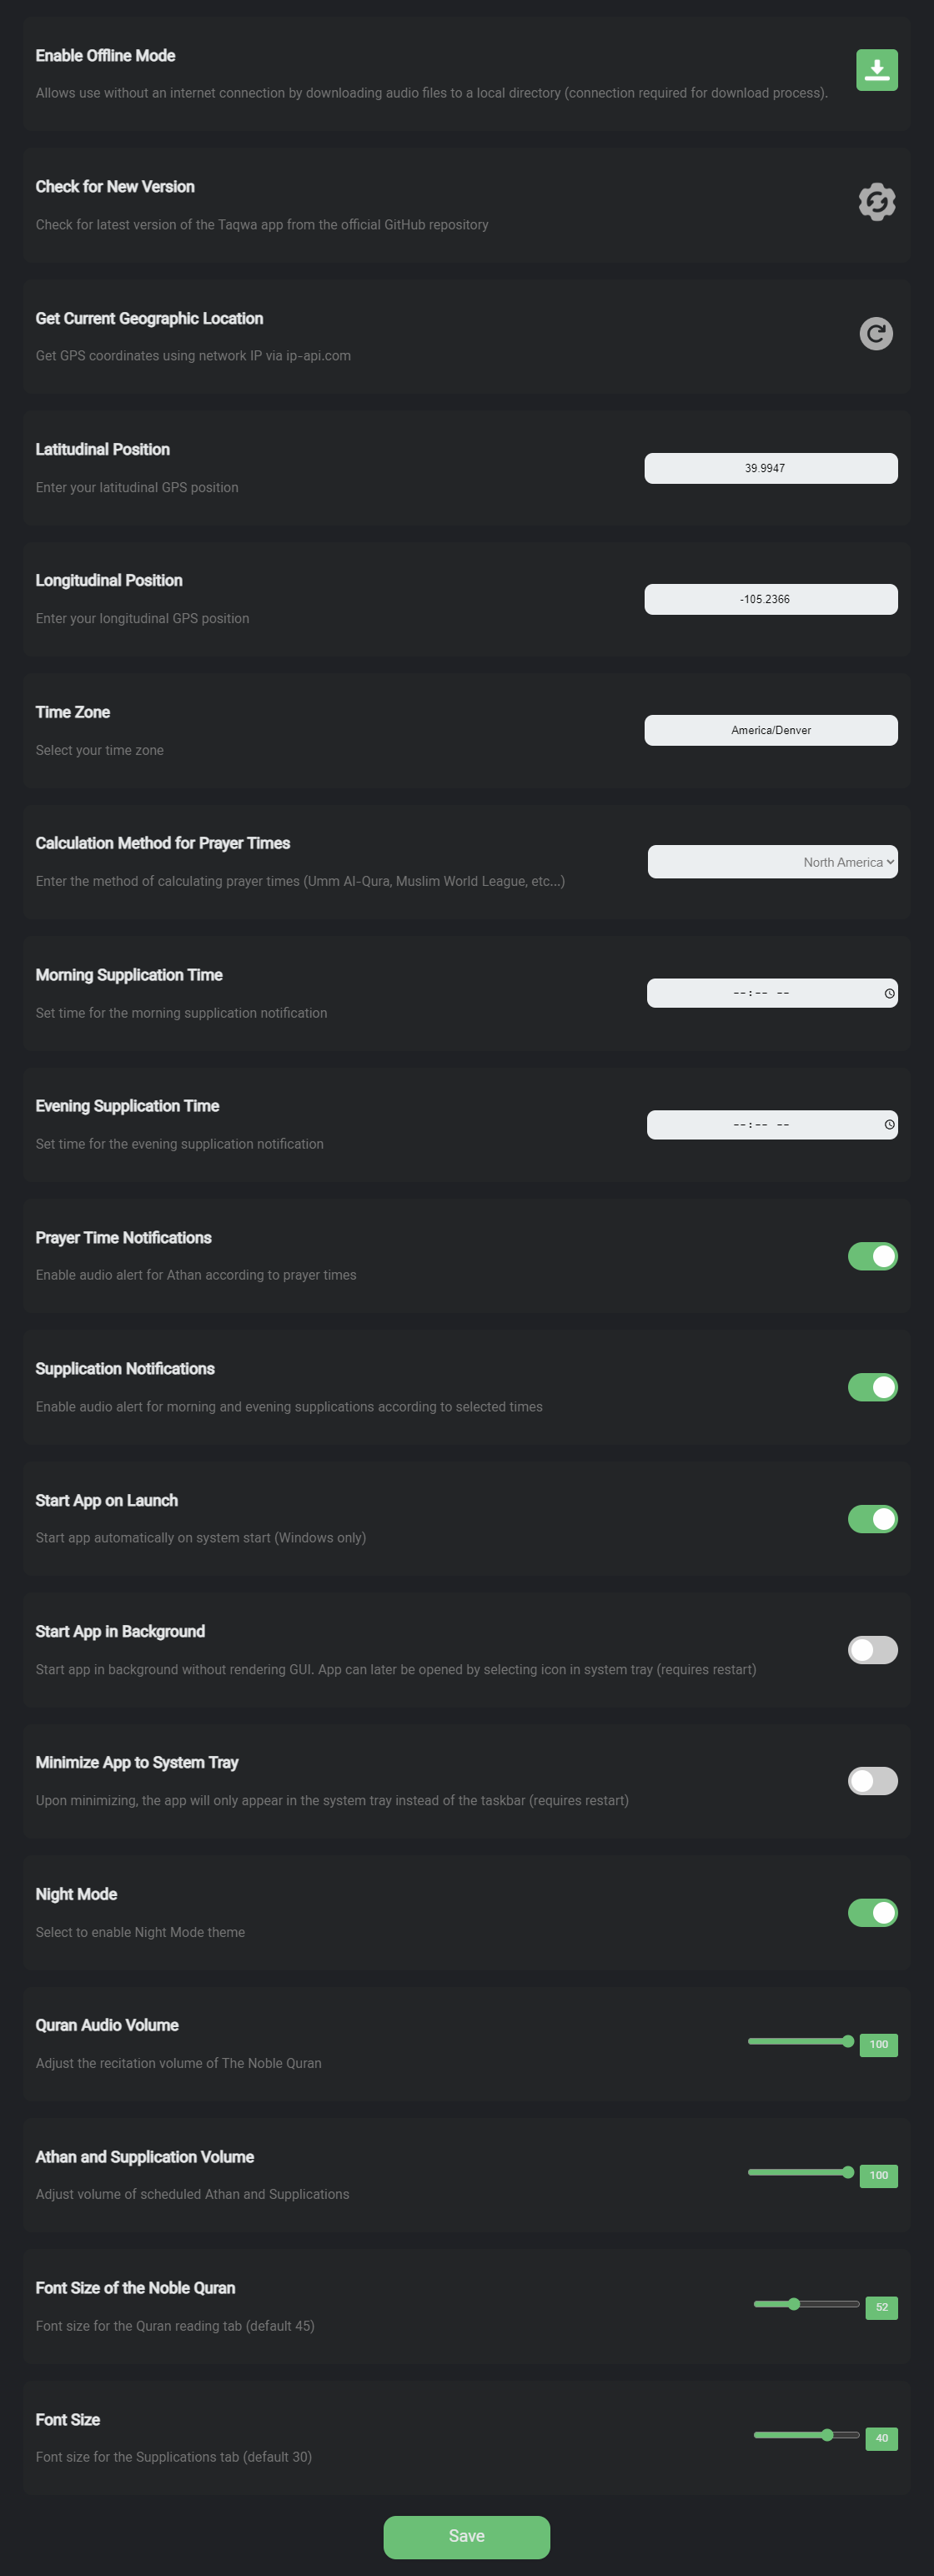 Enable Offline Mode
Allows use without an internet connection by downloading audio files to a local directory (connection required for download process).
Check for New Version
Check for latest version of the Taqwa app from the official GitHub repository
Get Current Geographic Location
Get GPS coordinates using network IP via ip-api.com
Latitudinal Position
39.9947
Enter your latitudinal GPS position
Longitudinal Position
-105.2366
Enter your longitudinal GPS position
Time Zone
America/Denver
Select your time zone
Calculation Method for Prayer Times
North America
Enter the method of calculating prayer times (Umm Al-Qura, Muslim World League, etc...)
Morning Supplication Time
--:-- --
Set time for the morning supplication notification
Evening Supplication Time
--:-- --
Set time for the evening supplication notification
Prayer Time Notifications
Enable audio alert for Athan according to prayer times
Supplication Notifications
Enable audio alert for morning and evening supplications according to selected times
Start App on Launch
Start app automatically on system start (Windows only)
Start App in Background
Start app in background without rendering GUI. App can later be opened by selecting icon in system tray (requires restart)
Minimize App to System Tray
Upon minimizing, the app will only appear in the system tray instead of the taskbar (requires restart)
Night Mode
Select to enable Night Mode theme
Quran Audio Volume
100
Adjust the recitation volume of The Noble Quran
Athan and Supplication Volume
100
Adjust volume of scheduled Athan and Supplications
Font Size of the Noble Quran
52
Font size for the Quran reading tab (default 45)
Font Size
40
Font size for the Supplications tab (default 30)
Save